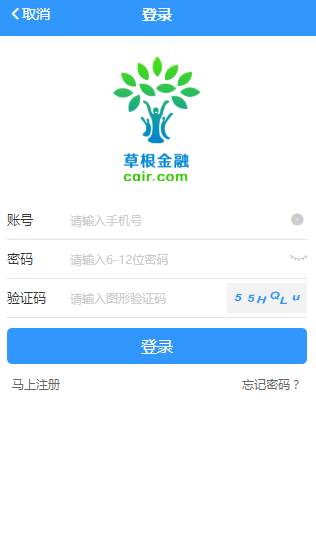 取消
登录
草根金融
cgir.com
账号
请输入手机号
密码
请输入6-12位密码
验证码
请输入图形验证码
5 5 H Q L u
登录
马上注册
忘记密码？